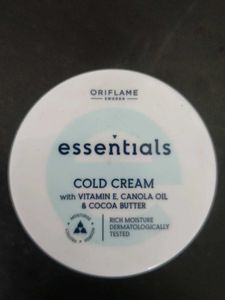 ORIFLAME
SWEDEN
essentials
COLD CREAM
with VITAMIN E, CANOLA OIL
& COCOA BUTTER
RICH MOISTURE
DERMATOLOGICALLY
TESTED